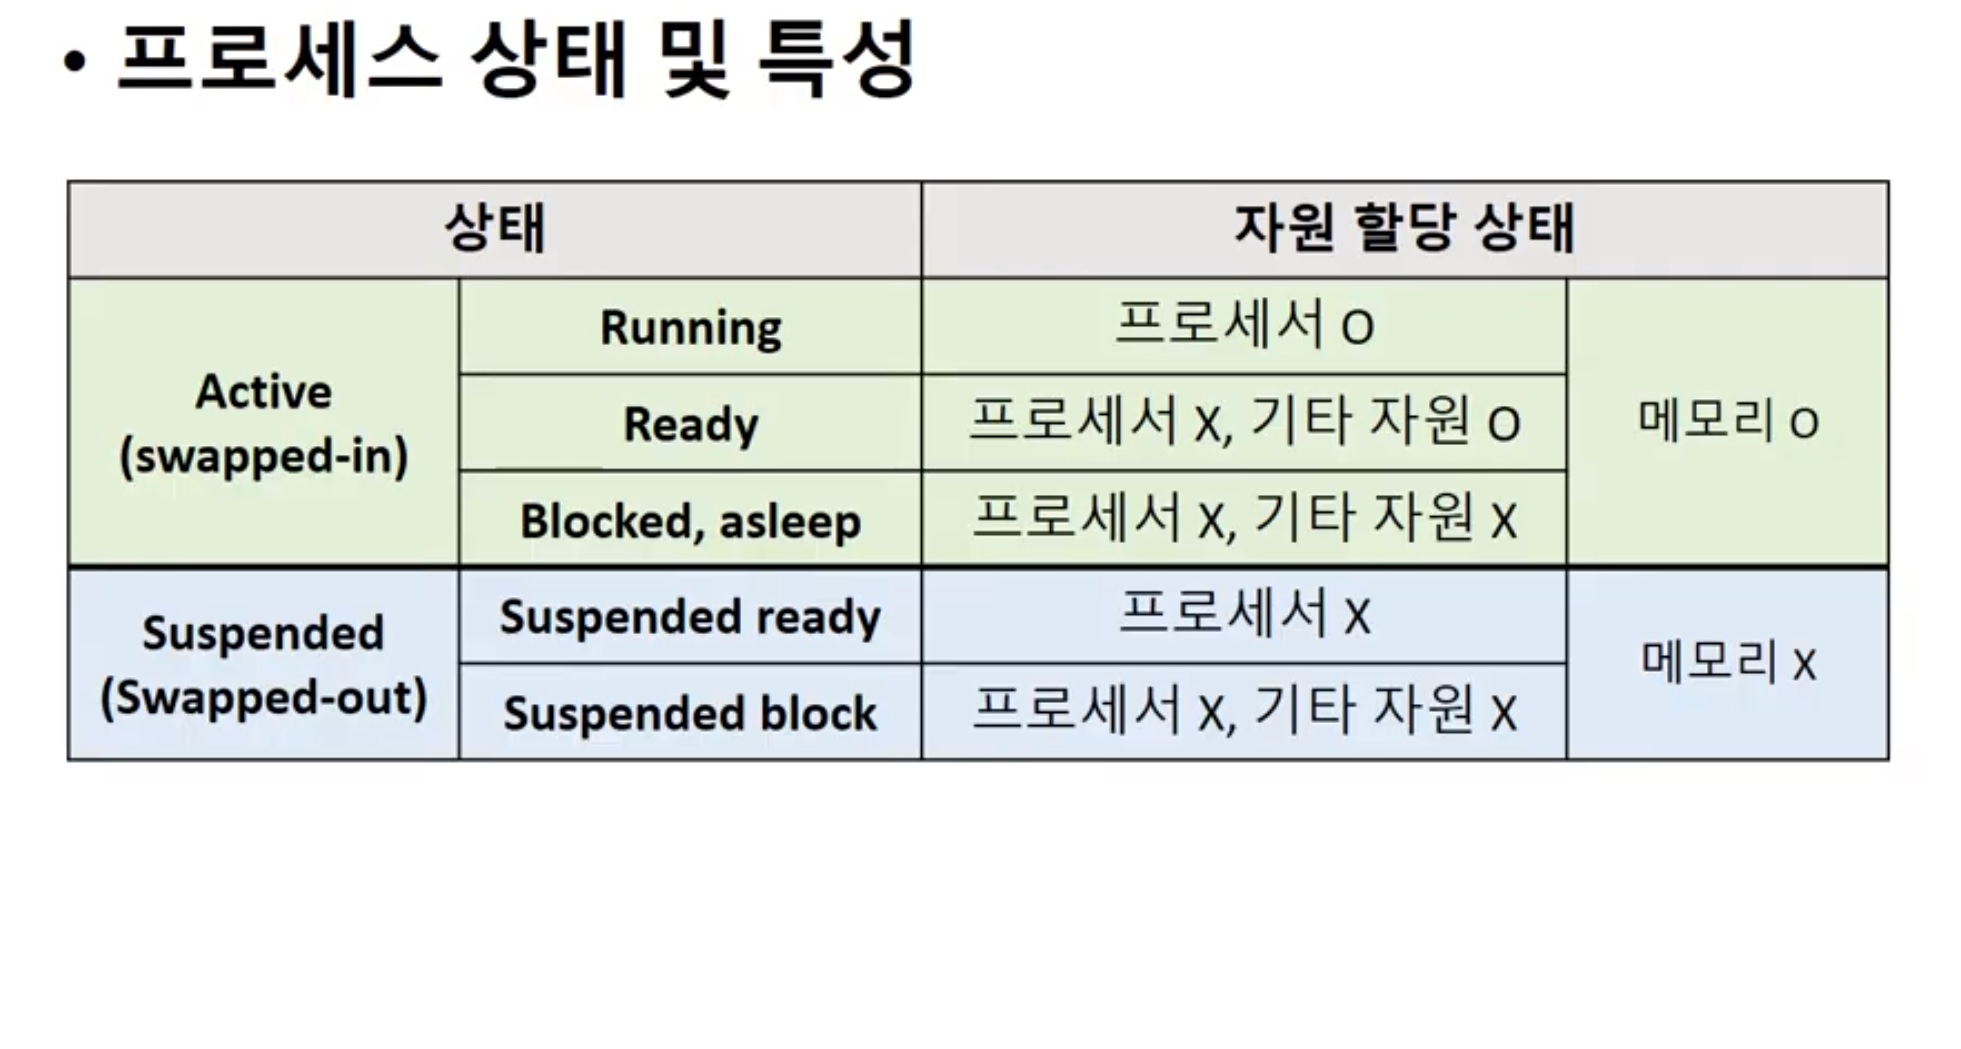 • 프로세스 상태 및 특성
상태
자원 할당 상태
Active
(swapped-in)
Running
프로세서 O
메모리 O
Ready
프로세서 X, 기타 자원 O
Blocked, asleep
프로세서 X, 기타 자원 X
Suspended
(Swapped-out)
Suspended ready
프로세서 X
메모리 X
Suspended block
프로세서 X, 기타 자원 X